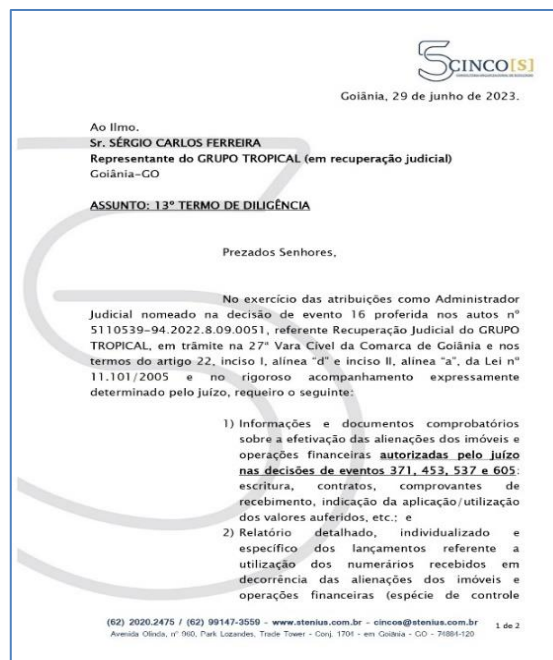 CINCO[S]
Goiânia, 29 de junho de 2023.
Ao Ilmo.
Sr. SÉRGIO CARLOS FERREIRA
Representante do GRUPO TROPICAL (em recuperação judicial)
Goiânia-GO
ASSUNTO: 13º TERMO DE DILIGÊNCIA
Prezados Senhores,
No exercício das atribuições como Administrador
Judicial nomeado na decisão de evento 16 proferida nos autos nº
5110539-94.2022.8.09.0051, referente Recuperação Judicial do GRUPO
TROPICAL, em trâmite na 27ª Vara Cível da Comarca de Goiânia e nos
termos do artigo 22, inciso I, alínea "d" e inciso II, alínea "a", da Lei nº
11.101/2005 e no rigoroso acompanhamento expressamente
determinado pelo juízo, requeiro o seguinte:
1) Informações e documentos comprobatórios
sobre a efetivação das alienações dos imóveis e
operações financeiras autorizadas pelo juízo
nas decisões de eventos 371, 453, 537 e 605:
escritura, contratos, comprovantes de
recebimento, indicação da aplicação/utilização
dos valores auferidos, etc.; e
2) Relatório detalhado, individualizado e
específico dos lançamentos referente a
utilização dos numerários recebidos em
decorrência das alienações dos imóveis e
operações financeiras (espécie de controle
(62) 2020.2475 / (62) 99147-3559 - www.stenius.com.br - cincos@stenius.com.br
1 de 2
Avenida Olinda, nº 960, Park Lozandes, Trade Tower - Conj. 1704 - em Goiânia - GO - 74884-120